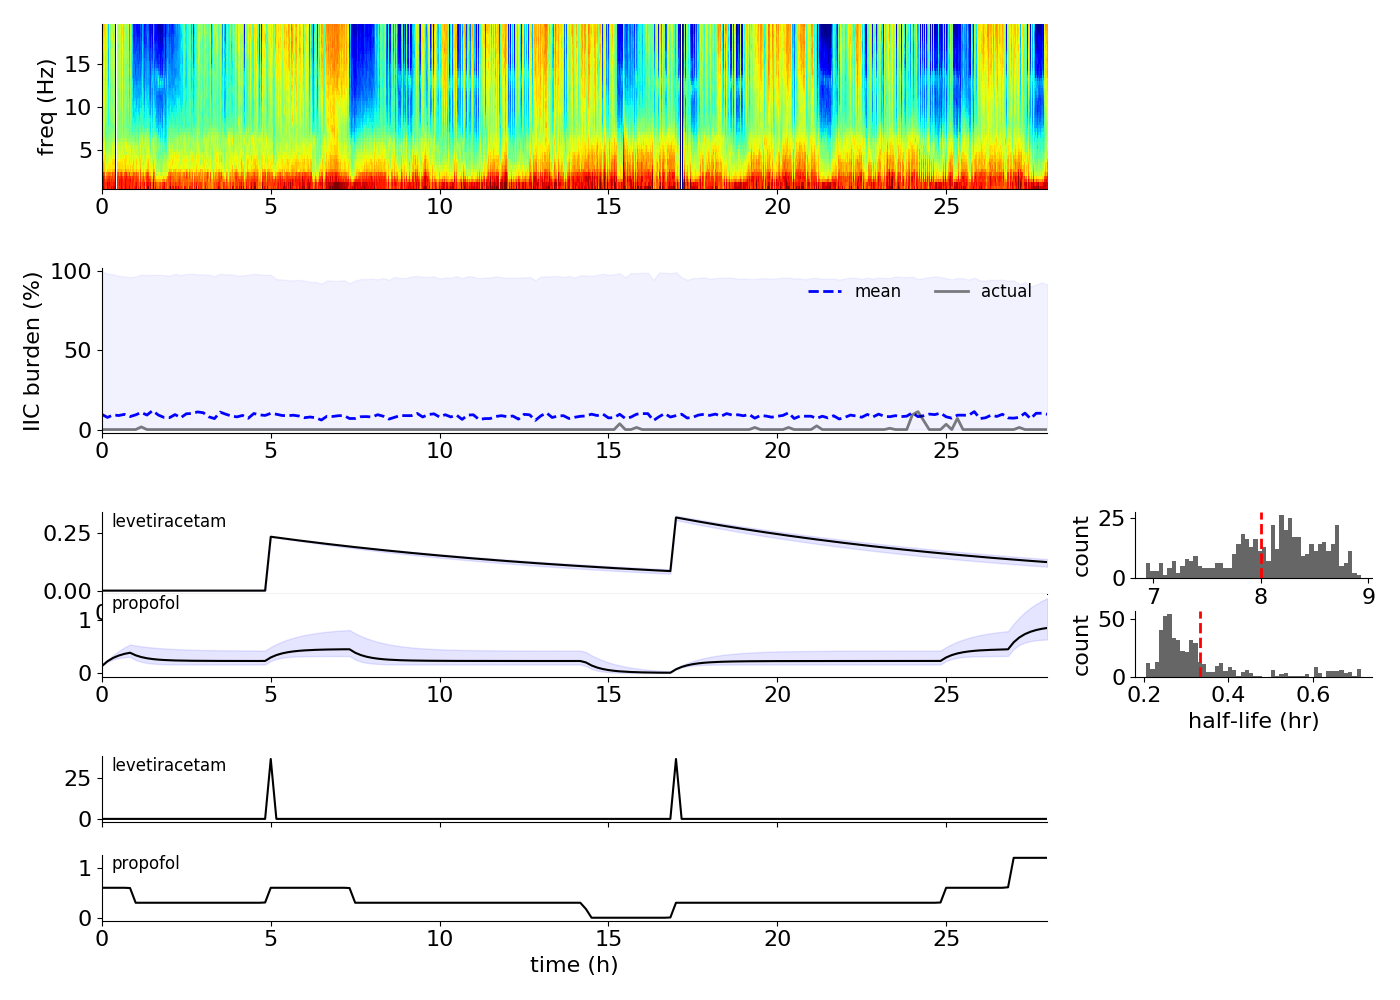 freq (Hz)
15
10
5
0 5 10 15 20 25
IIC burden (%)
100
50
0
mean actual
0 5 10 15 20 25
levetiracetam
0.25
0.00
propofol
1
0
0 5 10 15 20 25
count
25
0
7 8 9
count
50
0
0.2 0.4 0.6
half-life (hr)
levetiracetam
25
0
propofol
1
0
0 5 10 15 20 25
time (h)